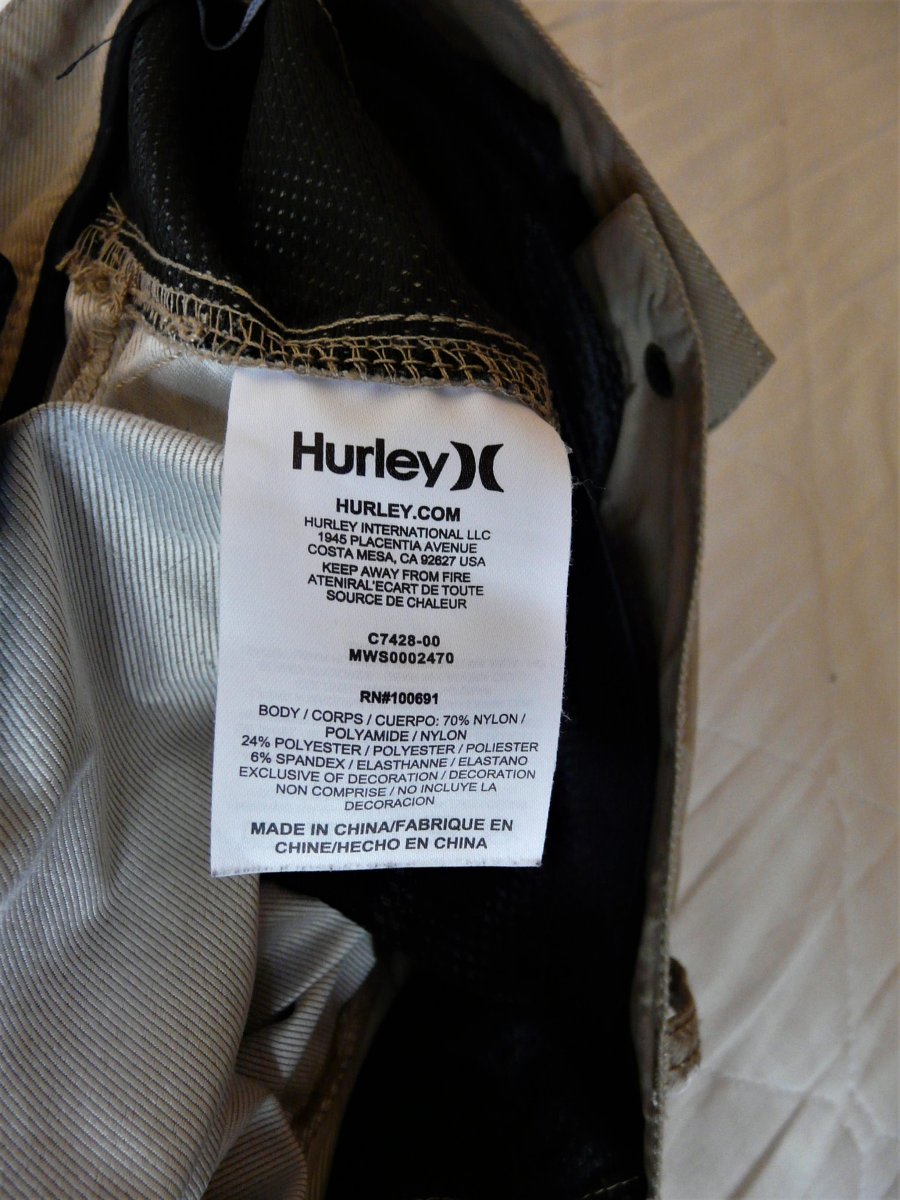 Hurley
HURLEY.COM
HURLEY INTERNATIONAL LLC
1945 PLACENTIA AVENUE
COSTA MESA, CA 92627 USA
KEEP AWAY FROM FIRE
ATENIRAL'ECART DE TOUTE
SOURCE DE CHALEUR
C7428-00
MWS0002470
RN#100691
BODY / CORPS / CUERPO: 70% NYLON /
POLYAMIDE / NYLON
24% POLYESTER / POLYESTER / POLIESTER
6% SPANDEX / ELASTHANNE / ELASTANO
EXCLUSIVE OF DECORATION / DECORATION
NON COMPRISE / NO INCLUYE LA
DECORACION
MADE IN CHINA/FABRIQUE EN
CHINE/HECHO EN CHINA